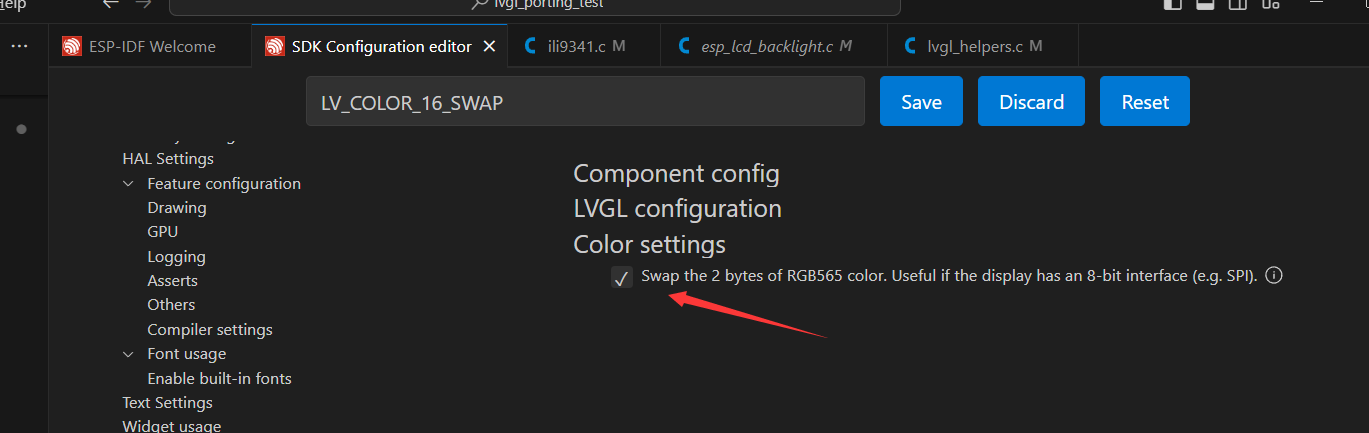 Help
lvgl_porting_test
ESP-IDF Welcome
SDK Configuration editor
ili9341.c M
esp_lcd_backlight.c M
lvgl_helpers.c M
LV_COLOR_16_SWAP
Save
Discard
Reset
HAL Settings
Feature configuration
Drawing
GPU
Logging
Asserts
Others
Compiler settings
Font usage
Enable built-in fonts
Text Settings
Widget usage
Component config
LVGL configuration
Color settings
Swap the 2 bytes of RGB565 color. Useful if the display has an 8-bit interface (e.g. SPI).